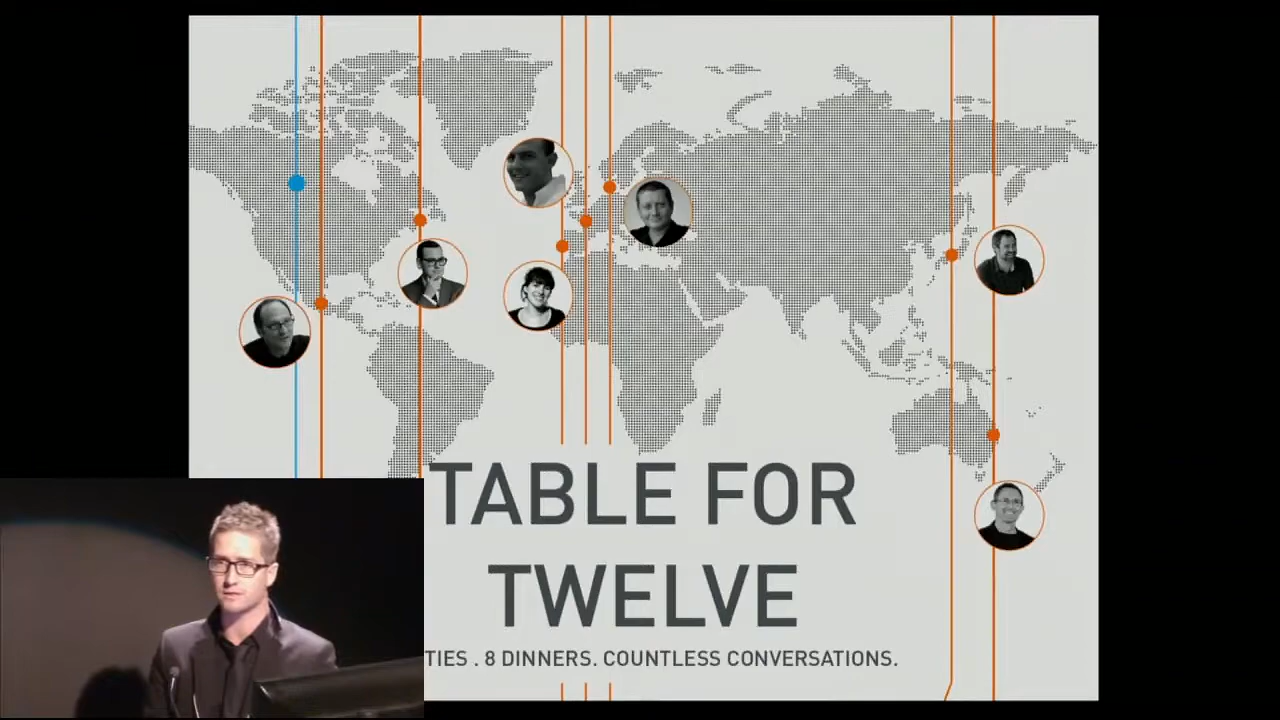 TABLE FOR
TWELVE
TIES . 8 DINNERS. COUNTLESS CONVERSATIONS.